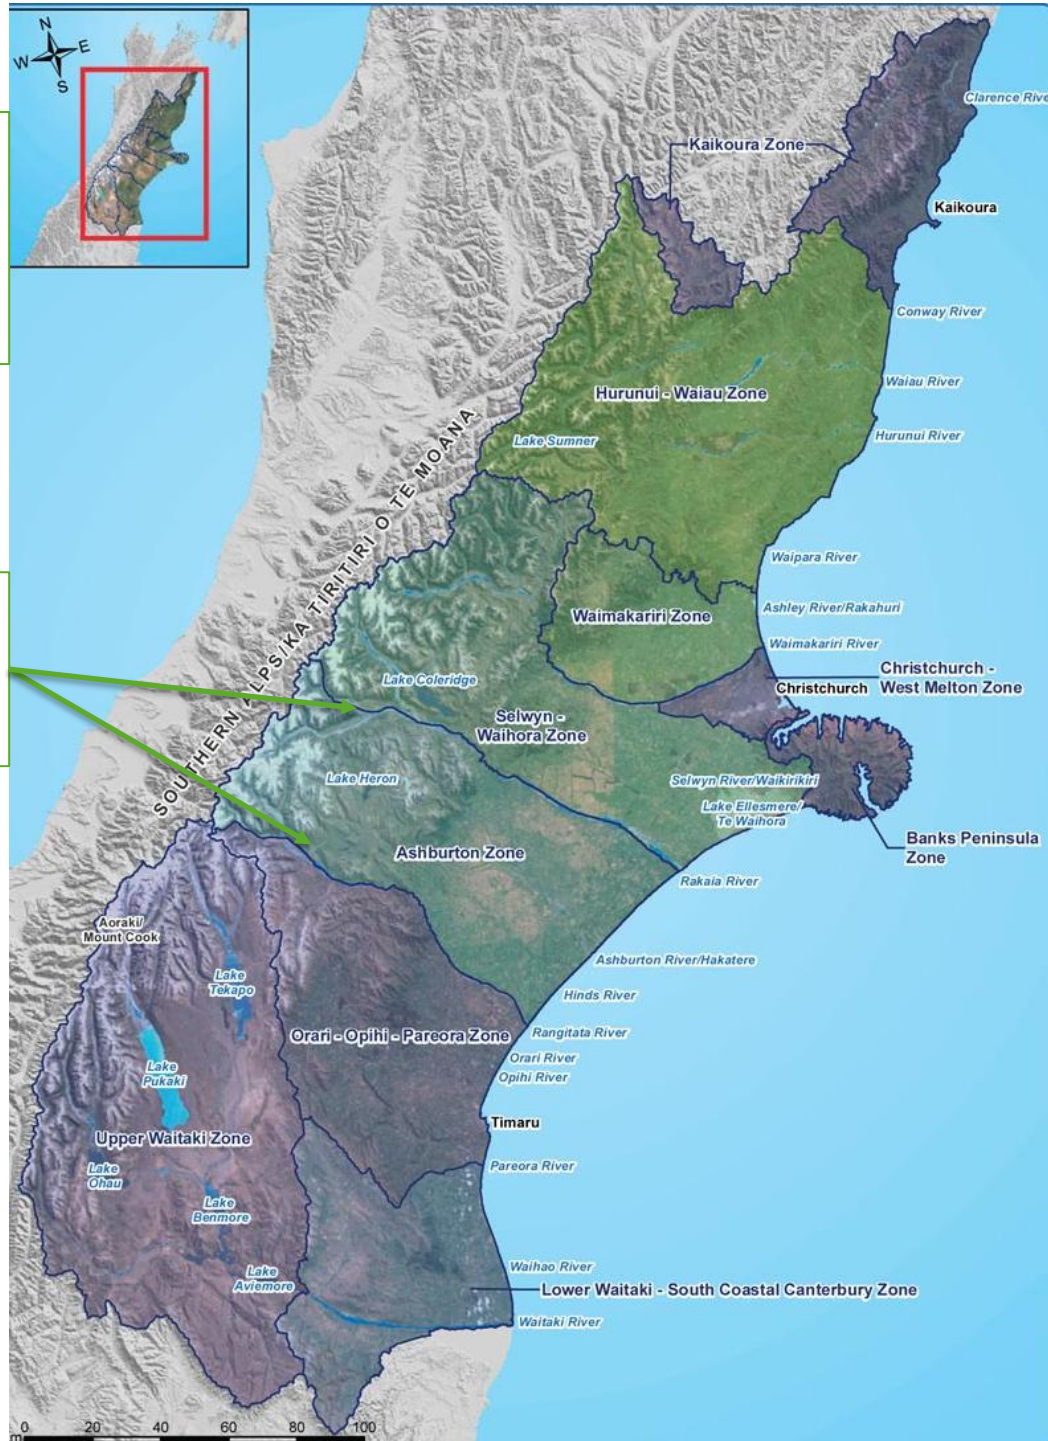 N
W
E
S
Clarence Rive
Kaikoura Zone
Kaikoura
Conway River
Waiau River
Hurunui - Waiau Zone
Hurunui River
Lake Sumner
SOUTHERN ALPS/KA TIRITIRI O TE MOANA
Waipara River
Ashley River/Rakahuri
Waimakariri Zone
Waimakariri River
Christchurch -
West Melton Zone
Christchurch
Lake Coleridge
Selwyn -
Waihora Zone
Lake Heron
Selwyn River/Waikirikiri
Lake Ellesmere/
Te Waihora
Banks Peninsula
Zone
Ashburton Zone
Rakaia River
Aoraki/
Mount Cook
Ashburton River/Hakatere
Lake
Tekapo
Hinds River
Orari - Opihi - Pareora Zone
Rangitata River
Orari River
Opihi River
Lake
Pukaki
Timaru
Upper Waitaki Zone
Pareora River
Lake
Ohau
Lake
Benmore
Waihao River
Lake
Aviemore
Lower Waitaki - South Coastal Canterbury Zone
Waitaki River
0 20 40 60 80 100
m